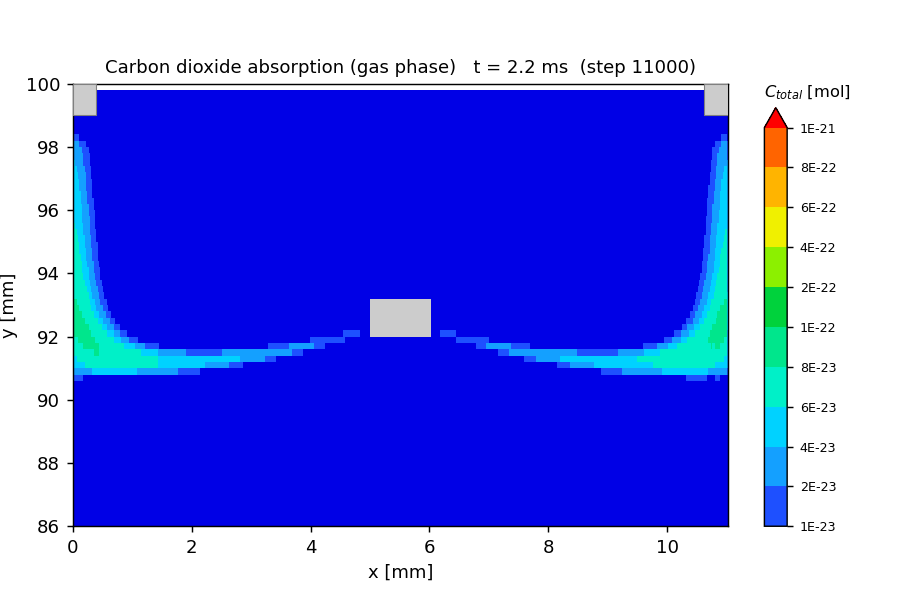 Carbon dioxide absorption (gas phase)   t = 2.2 ms  (step 11000)
C_total [mol]
100
98
96
94
92
90
88
86
y [mm]
0 2 4 6 8 10
x [mm]
1E-21
8E-22
6E-22
4E-22
2E-22
1E-22
8E-23
6E-23
4E-23
2E-23
1E-23